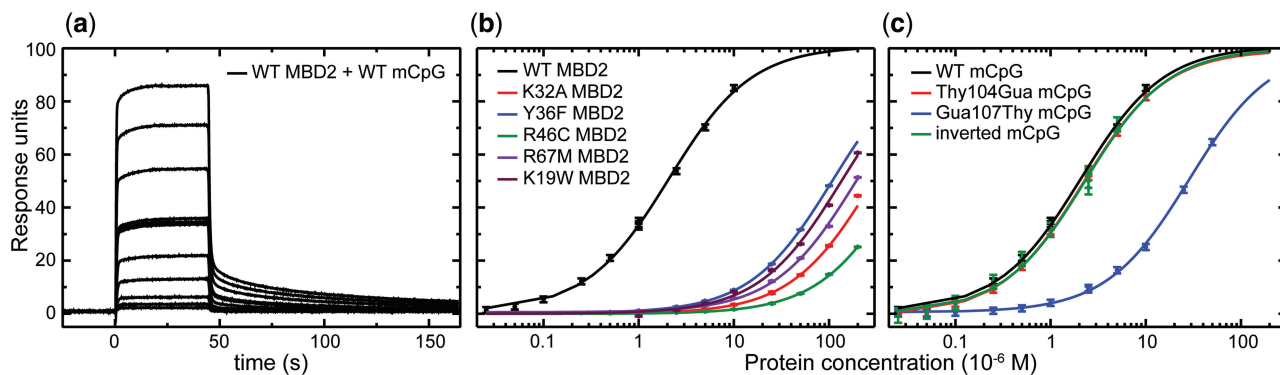 (a)
Response units
100
80
60
40
20
0
WT MBD2 + WT mCpG
0
50
100
150
time (s)
(b)
WT MBD2
K32A MBD2
Y36F MBD2
R46C MBD2
R67M MBD2
K19W MBD2
0.1
1
10
100
(c)
WT mCpG
Thy104Gua mCpG
Gua107Thy mCpG
inverted mCpG
0.1
1
10
100
Protein concentration (10⁻⁶ M)